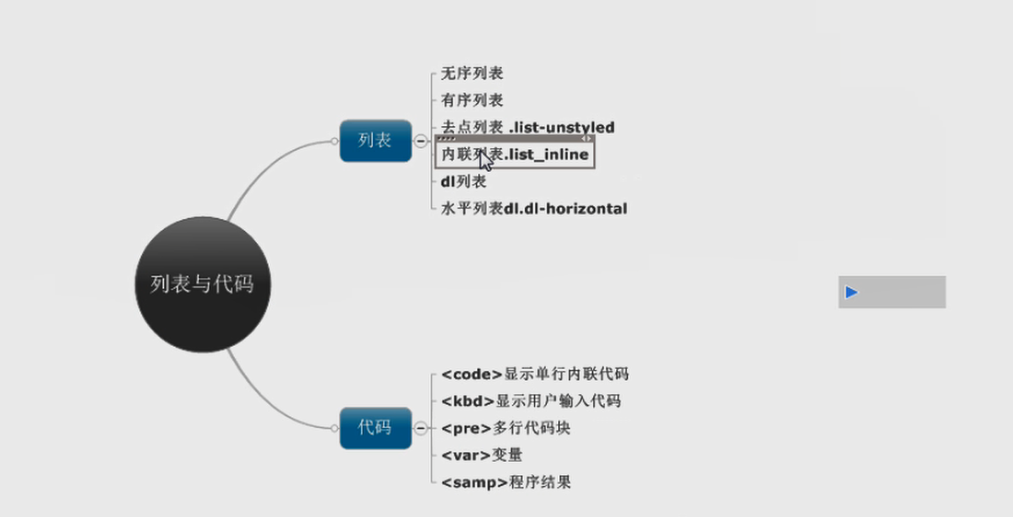 列表与代码
列表
无序列表
有序列表
去点列表 .list-unstyled
内联列表.list_inline
dl列表
水平列表dl.dl-horizontal
代码
<code>显示单行内联代码
<kbd>显示用户输入代码
<pre>多行代码块
<var>变量
<samp>程序结果